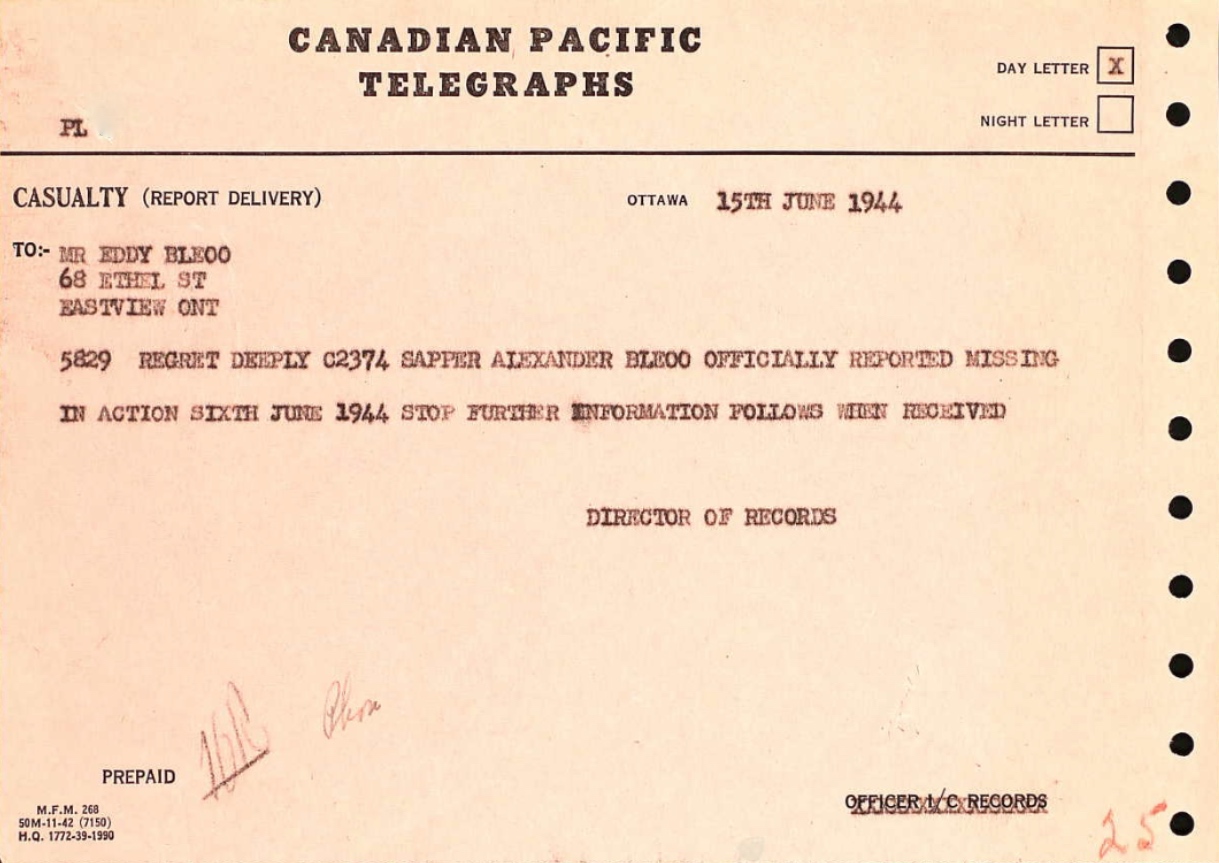 CANADIAN PACIFIC
TELEGRAPHS
DAY LETTER X
NIGHT LETTER
PL
CASUALTY (REPORT DELIVERY)
OTTAWA 15TH JUNE 1944
TO:- MR EDDY BLEOO
68 ETHEL ST
EASTVIEW ONT
5829 REGRET DEEPLY C2374 SAPPER ALEXANDER BLEOO OFFICIALLY REPORTED MISSING
IN ACTION SIXTH JUNE 1944 STOP FURTHER INFORMATION FOLLOWS WHEN RECEIVED
DIRECTOR OF RECORDS
PREPAID
OFFICER I/C RECORDS
M.F.M. 268
50M-11-42 (7150)
H.Q. 1772-39-1990
25